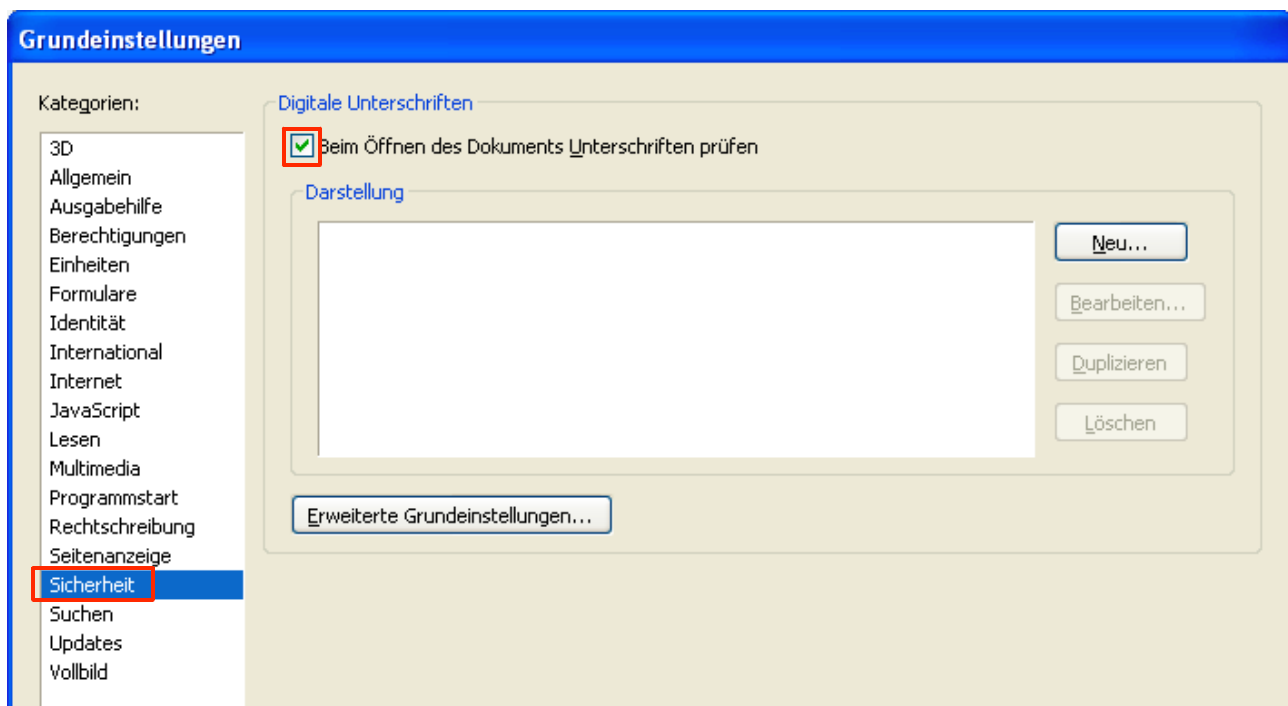 Grundeinstellungen
Kategorien:
3D
Allgemein
Ausgabehilfe
Berechtigungen
Einheiten
Formulare
Identität
International
Internet
JavaScript
Lesen
Multimedia
Programmstart
Rechtschreibung
Seitenanzeige
Sicherheit
Suchen
Updates
Vollbild
Digitale Unterschriften
Beim Öffnen des Dokuments Unterschriften prüfen
Darstellung
Neu...
Bearbeiten...
Duplizieren
Löschen
Erweiterte Grundeinstellungen...